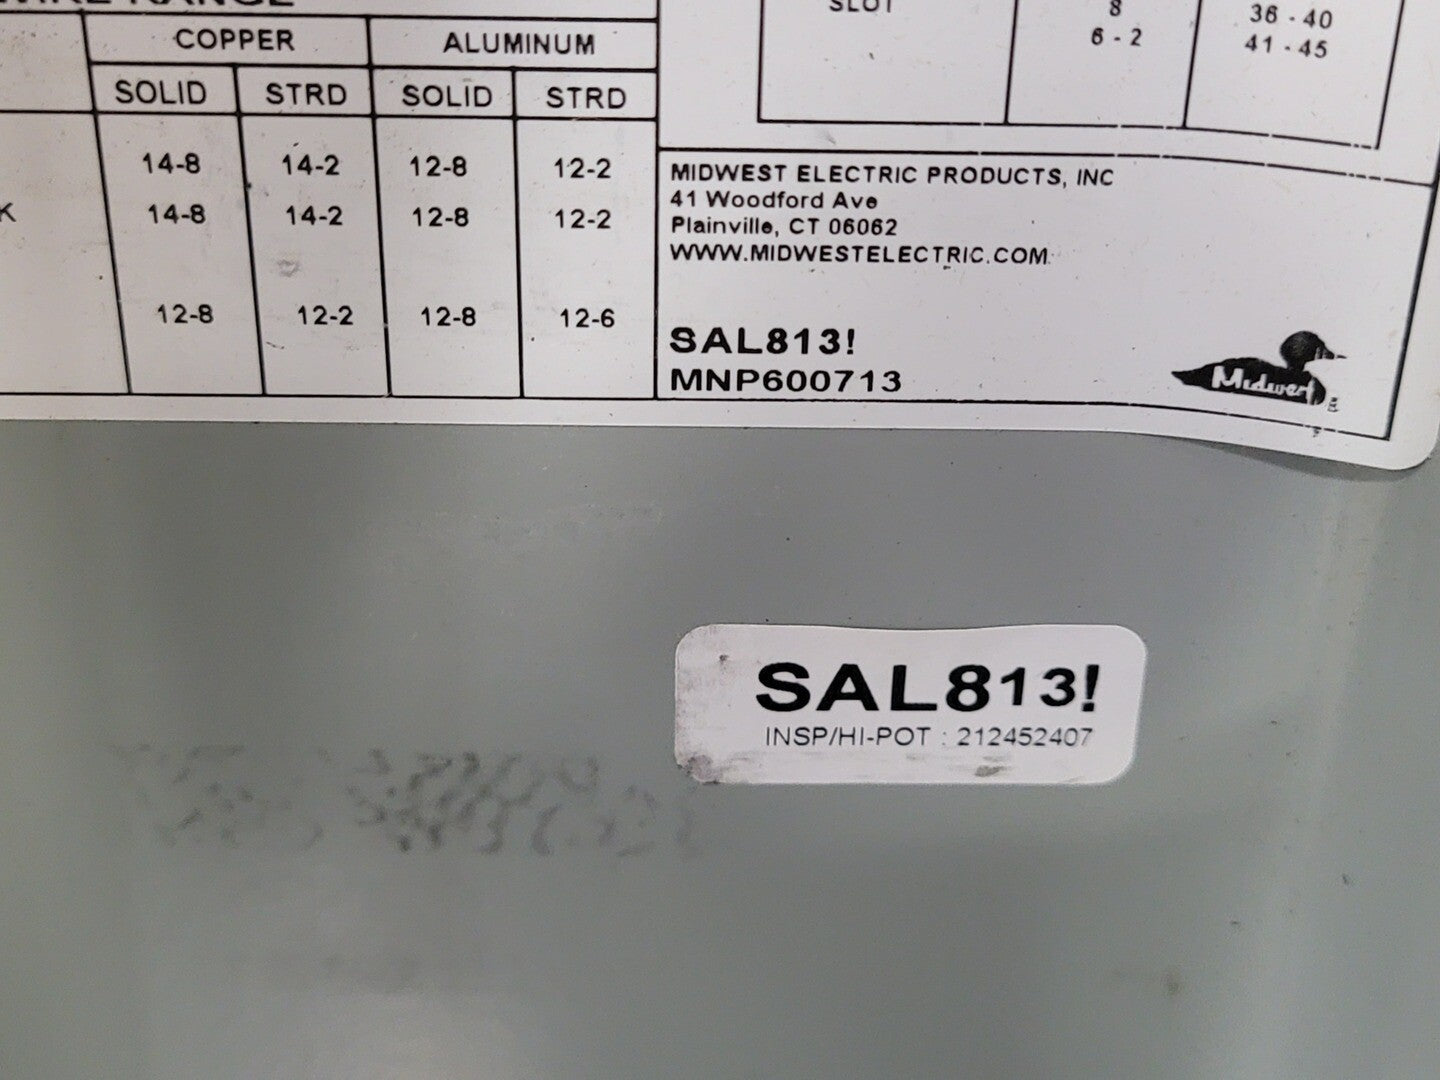 WIRE RANGE
COPPER ALUMINUM
SOLID STRD SOLID STRD
14-8 14-2 12-8 12-2
K 14-8 14-2 12-8 12-2
12-8 12-2 12-8 12-6
SLOT 8 36 - 40
6 - 2 41 - 45
MIDWEST ELECTRIC PRODUCTS, INC
41 Woodford Ave
Plainville, CT 06062
WWW.MIDWESTELECTRIC.COM
SAL813!
MNP600713
Midwest
SAL813!
INSP/HI-POT : 212452407